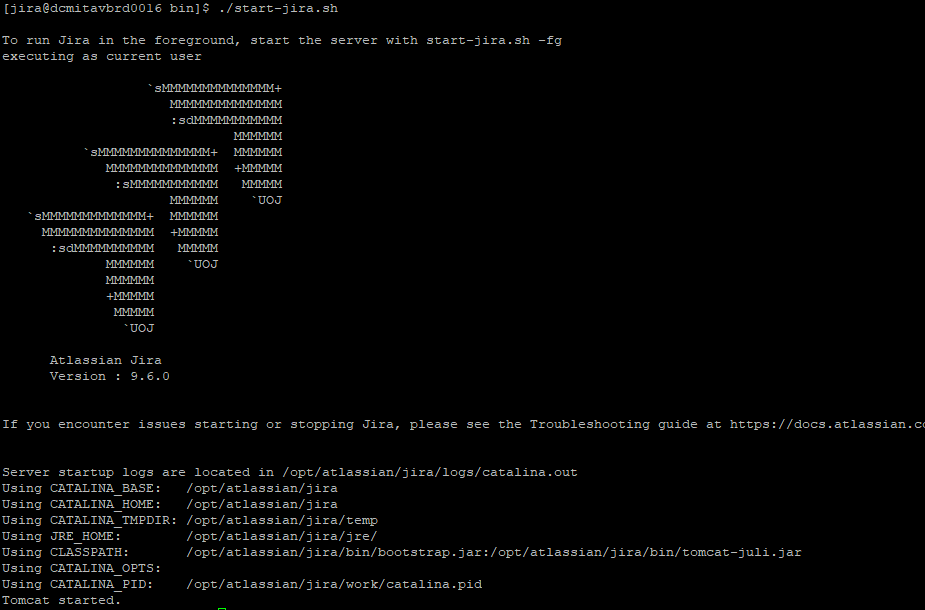 [jira@dcmitavbrd0016 bin]$ ./start-jira.sh
To run Jira in the foreground, start the server with start-jira.sh -fg
executing as current user
`sMMMMMMMMMMMMMM+
MMMMMMMMMMMMMM
:sdMMMMMMMMMMM
MMMMMM
`sMMMMMMMMMMMMMM+  MMMMMM
MMMMMMMMMMMMMM  +MMMMM
:sMMMMMMMMMMM   MMMMM
MMMMMM    `UOJ
`sMMMMMMMMMMMMM+  MMMMMM
MMMMMMMMMMMMMM  +MMMMM
:sdMMMMMMMMMM   MMMMM
MMMMMM    `UOJ
MMMMMM
+MMMMM
MMMMM
`UOJ
Atlassian Jira
Version : 9.6.0
If you encounter issues starting or stopping Jira, please see the Troubleshooting guide at https://docs.atlassian.co
Server startup logs are located in /opt/atlassian/jira/logs/catalina.out
Using CATALINA_BASE:   /opt/atlassian/jira
Using CATALINA_HOME:   /opt/atlassian/jira
Using CATALINA_TMPDIR: /opt/atlassian/jira/temp
Using JRE_HOME:        /opt/atlassian/jira/jre/
Using CLASSPATH:       /opt/atlassian/jira/bin/bootstrap.jar:/opt/atlassian/jira/bin/tomcat-juli.jar
Using CATALINA_OPTS:
Using CATALINA_PID:    /opt/atlassian/jira/work/catalina.pid
Tomcat started.